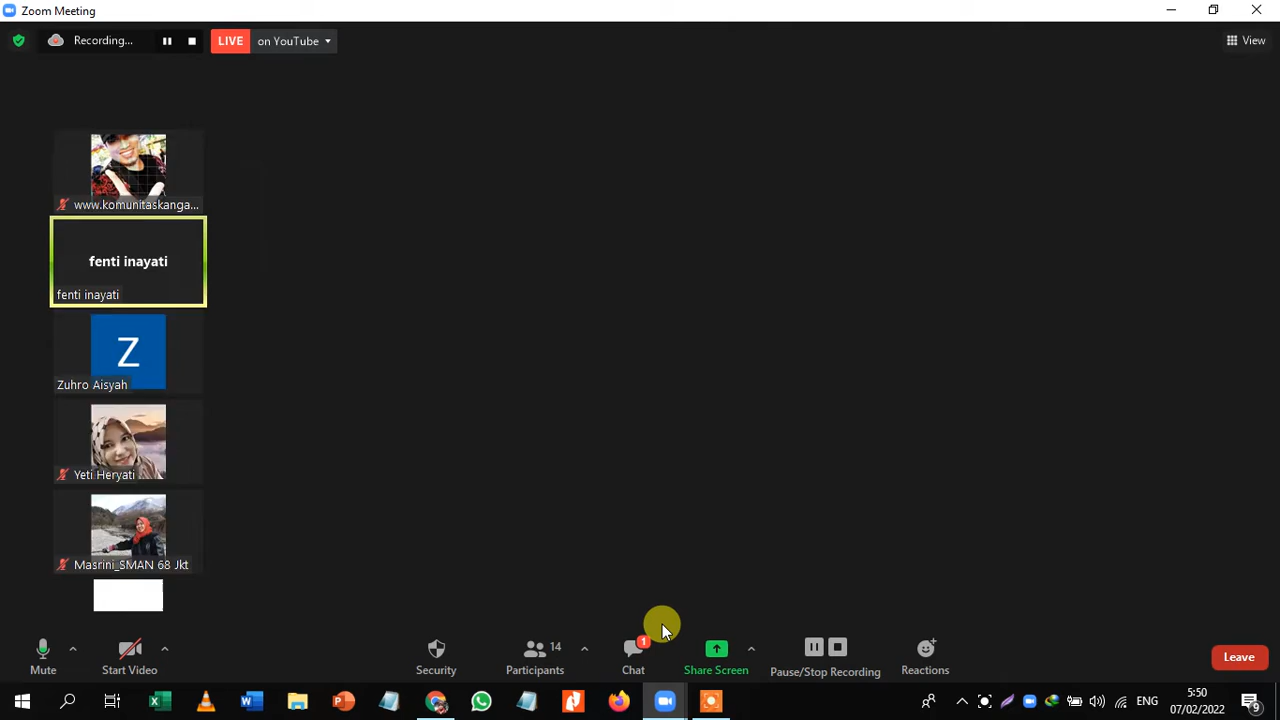 Zoom Meeting
Recording...
LIVE
on YouTube
View
www.komunitaskanga...
fenti inayati
fenti inayati
Z
Zuhro Aisyah
Yeti Heryati
Masrini_SMAN 68 Jkt
Mute
Start Video
Security
Participants
14
Chat
1
Share Screen
Pause/Stop Recording
Reactions
Leave
ENG
5:50
07/02/2022
9